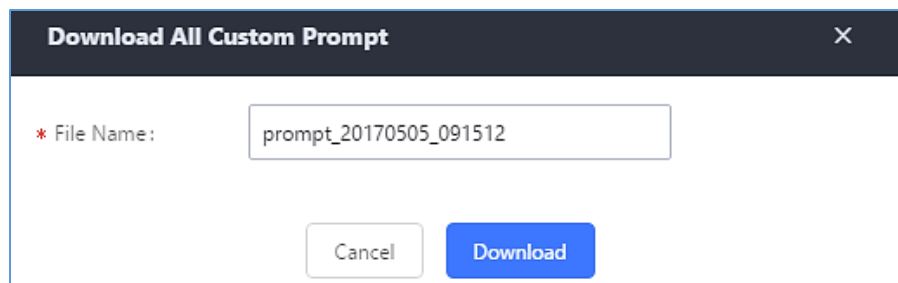 Download All Custom Prompt
* File Name:
prompt_20170505_091512
Cancel
Download